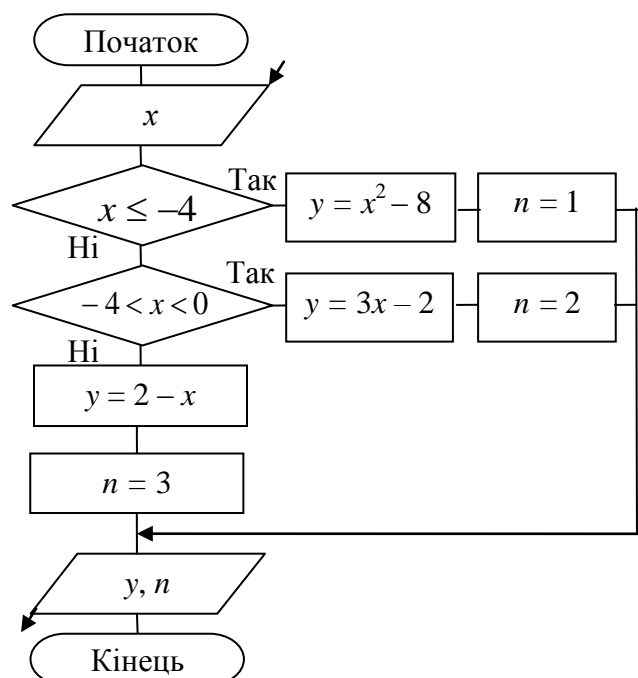 Початок
x
x ≤ −4
Так
y = x² – 8
n = 1
Ні
− 4 < x < 0
Так
y = 3x – 2
n = 2
Ні
y = 2 – x
n = 3
y, n
Кінець